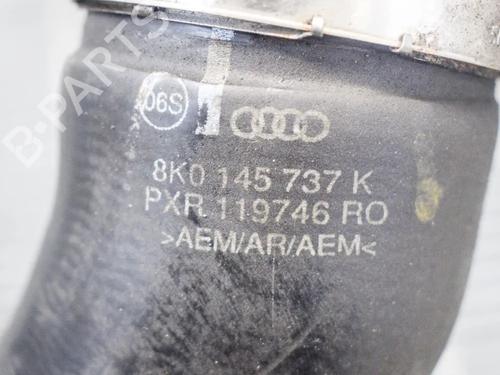 06S
8K0 145 737 K
PXR 119746 RO
>AEM/AR/AEM<
B-PARTS